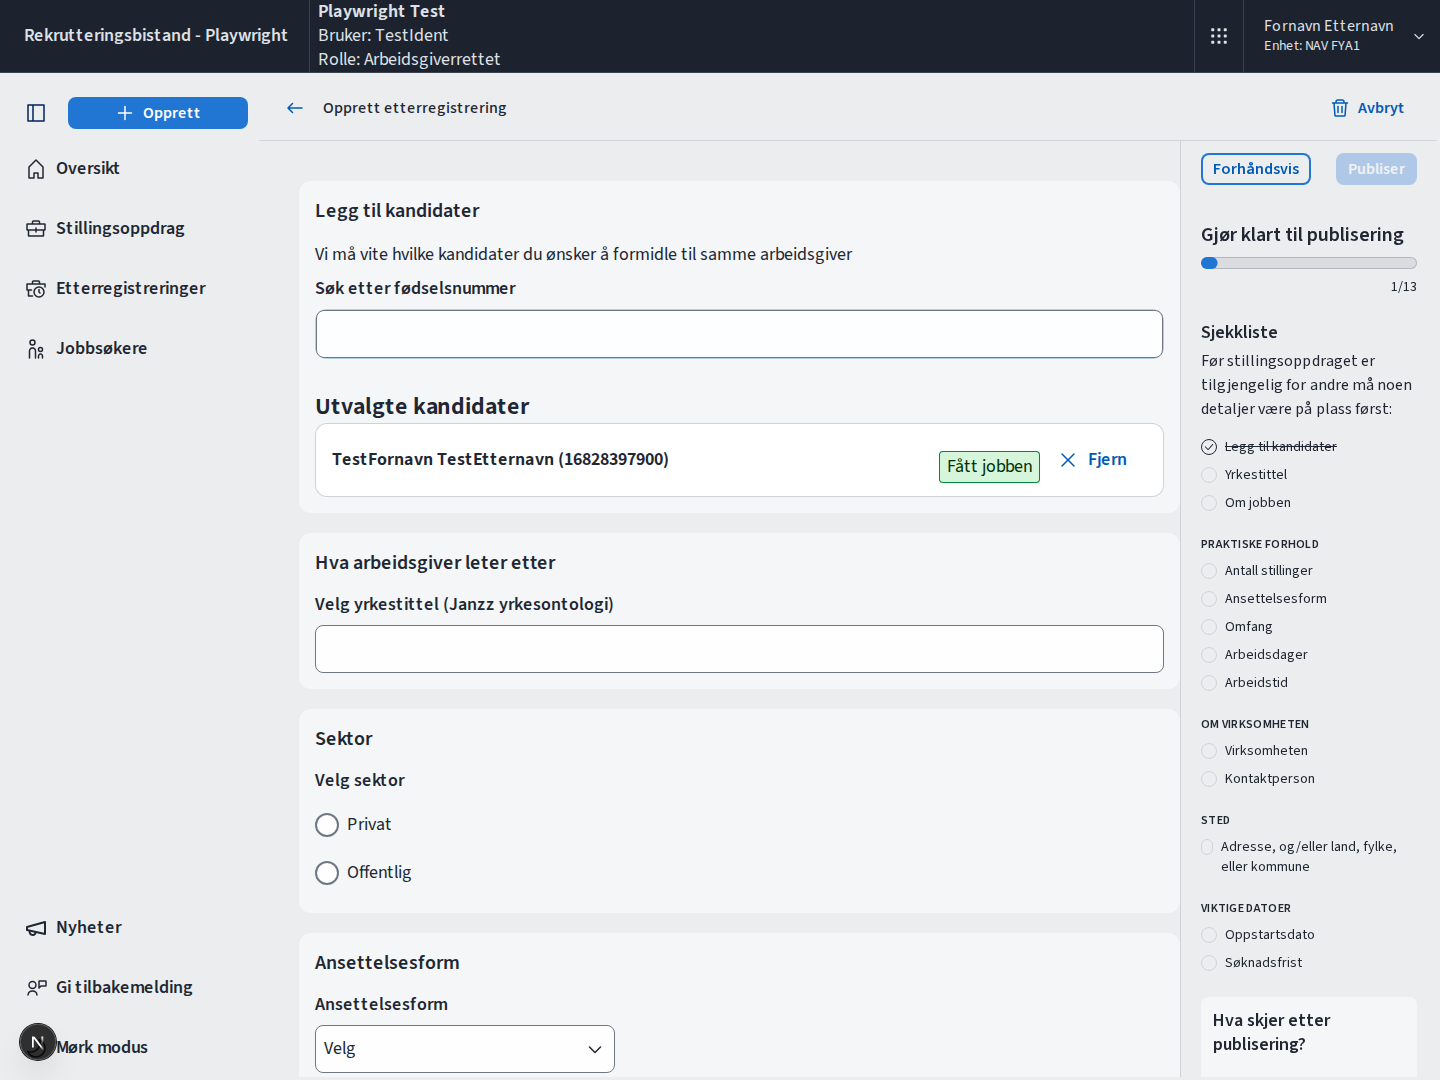 Rekrutteringsbistand - Playwright
Playwright Test
Bruker: TestIdent
Rolle: Arbeidsgiverrettet
Fornavn Etternavn
Enhet: NAV FYA1
Opprett
Oversikt
Stillingsoppdrag
Etterregistreringer
Jobbsøkere
Nyheter
Gi tilbakemelding
N
Mørk modus
Opprett etterregistrering
Avbryt
Legg til kandidater
Vi må vite hvilke kandidater du ønsker å formidle til samme arbeidsgiver
Søk etter fødselsnummer
Utvalgte kandidater
TestFornavn TestEtternavn (16828397900)
Fått jobben
Fjern
Hva arbeidsgiver leter etter
Velg yrkestittel (Janzz yrkesontologi)
Sektor
Velg sektor
Privat
Offentlig
Ansettelsesform
Ansettelsesform
Velg
Forhåndsvis
Publiser
Gjør klart til publisering
1/13
Sjekkliste
Før stillingsoppdraget er
tilgjengelig for andre må noen
detaljer være på plass først:
Legg til kandidater
Yrkestittel
Om jobben
PRAKTISKE FORHOLD
Antall stillinger
Ansettelsesform
Omfang
Arbeidsdager
Arbeidstid
OM VIRKSOMHETEN
Virksomheten
Kontaktperson
STED
Adresse, og/eller land, fylke,
eller kommune
VIKTIGE DATOER
Oppstartsdato
Søknadsfrist
Hva skjer etter
publisering?